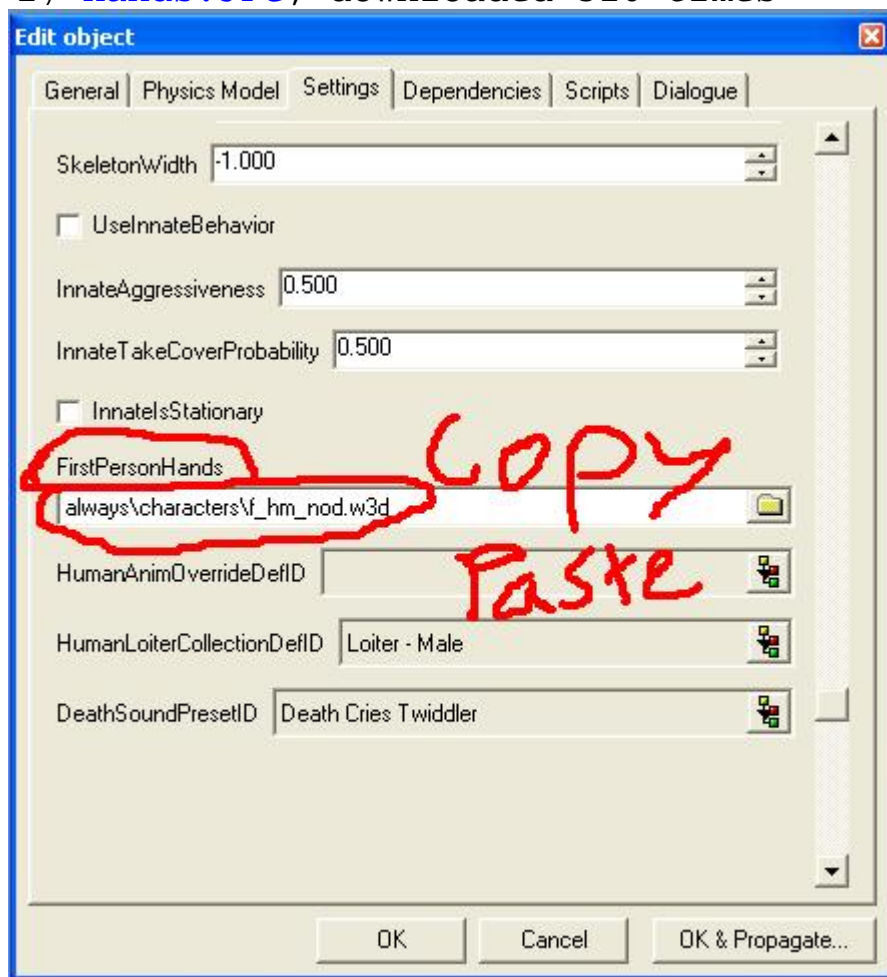 Edit object
General Physics Model Settings Dependencies Scripts Dialogue
SkeletonWidth -1.000
UseInnateBehavior
InnateAggressiveness 0.500
InnateTakeCoverProbability 0.500
InnateIsStationary
Copy
FirstPersonHands
always\characters\f_hm_nod.w3d
Paste
HumanAnimOverrideDefID
HumanLoiterCollectionDefID Loiter - Male
DeathSoundPresetID Death Cries Twiddler
OK Cancel OK & Propagate...